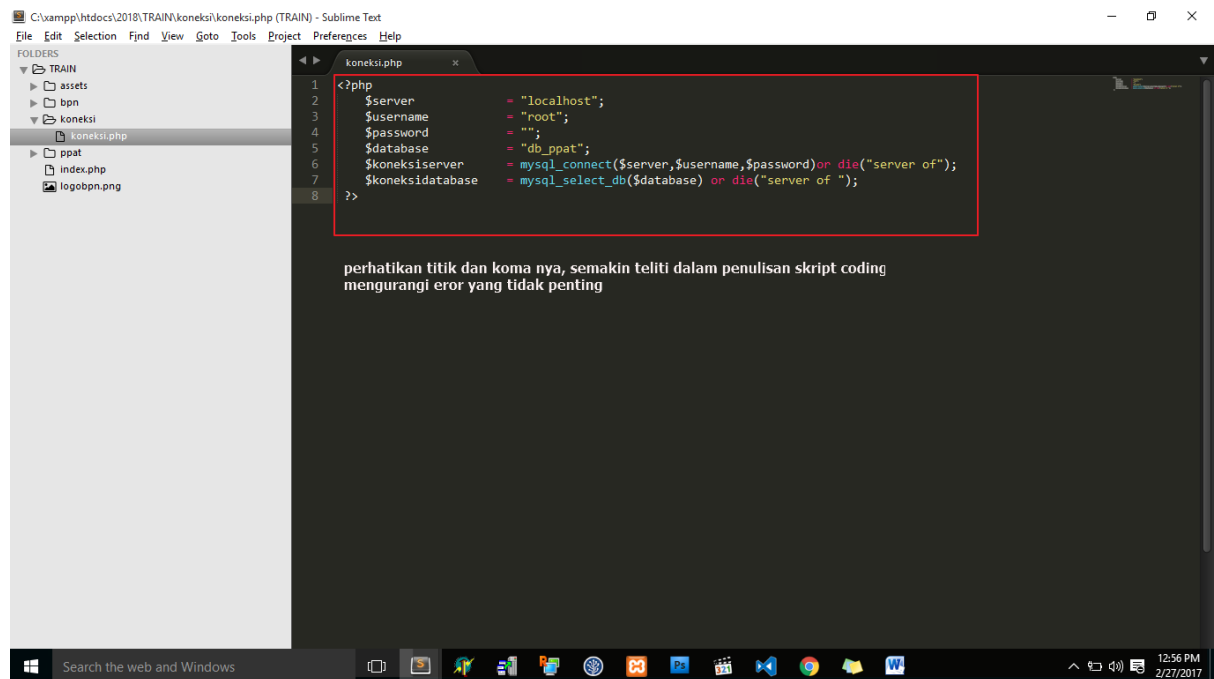 C:\xampp\htdocs\2018\TRAIN\koneksi\koneksi.php (TRAIN) - Sublime Text
File Edit Selection Find View Goto Tools Project Preferences Help
FOLDERS
TRAIN
assets
bpn
koneksi
koneksi.php
ppat
index.php
logobpn.png
koneksi.php ×
1 <?php
2 $server = "localhost";
3 $username = "root";
4 $password = "";
5 $database = "db_ppat";
6 $koneksiserver = mysql_connect($server,$username,$password)or die("server of");
7 $koneksidatabase = mysql_select_db($database) or die("server of ");
8 ?>
perhatikan titik dan koma nya, semakin teliti dalam penulisan skript coding
mengurangi eror yang tidak penting
Search the web and Windows
S
Ps
321
W
12:56 PM
2/27/2017